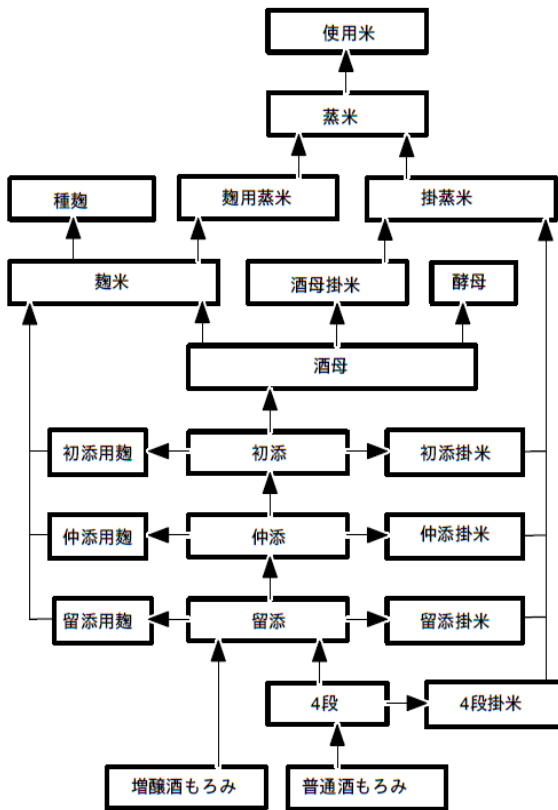 使用米
蒸米
種麹
麹用蒸米
掛蒸米
麹米
酒母掛米
酵母
酒母
初添用麹
初添
初添掛米
仲添用麹
仲添
仲添掛米
留添用麹
留添
留添掛米
4段
4段掛米
増醸酒もろみ
普通酒もろみ